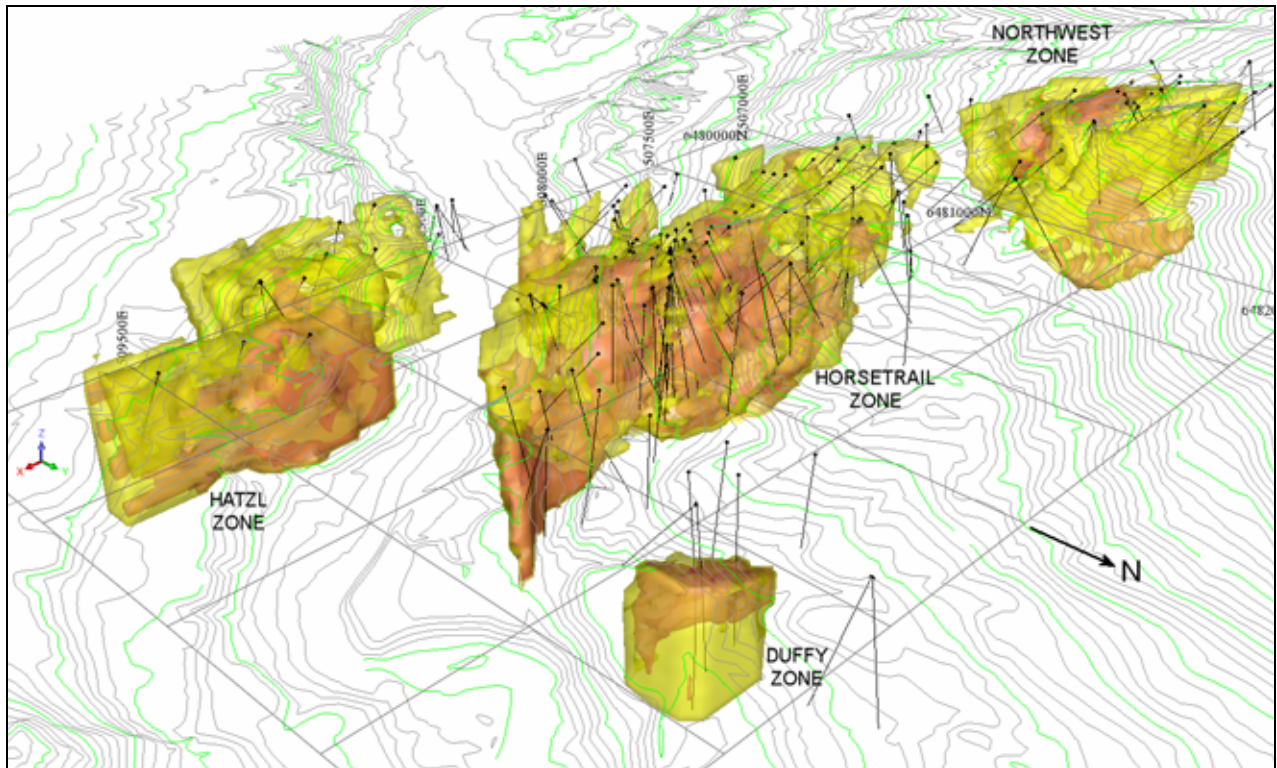 NORTHWEST
ZONE
507000E
507500E
6480000N
6481000N
HORSETRAIL
ZONE
HATZL
ZONE
N
DUFFY
ZONE
Z
X
Y